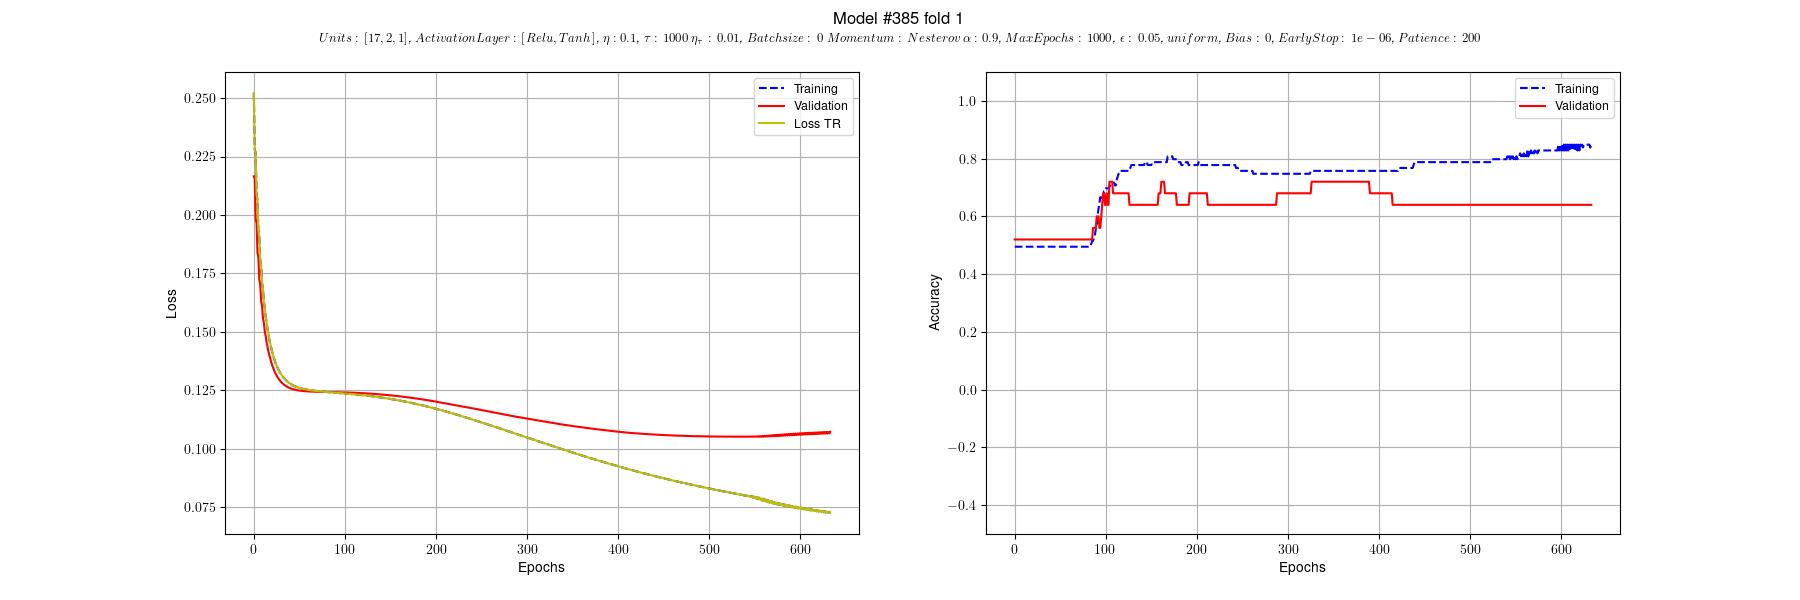 Model #385 fold 1
Units : [17, 2, 1], ActivationLayer : [Relu, Tanh], η : 0.1, τ : 1000 ητ : 0.01, Batchsize : 0 Momentum : Nesterov α : 0.9, MaxEpochs : 1000, ϵ : 0.05, uniform, Bias : 0, EarlyStop : 1e − 06, Patience : 200
Training
Validation
Loss TR
0.250
0.225
0.200
0.175
0.150
0.125
0.100
0.075
Loss
0 100 200 300 400 500 600
Epochs
Training
Validation
1.0
0.8
0.6
0.4
0.2
0.0
−0.2
−0.4
Accuracy
0 100 200 300 400 500 600
Epochs